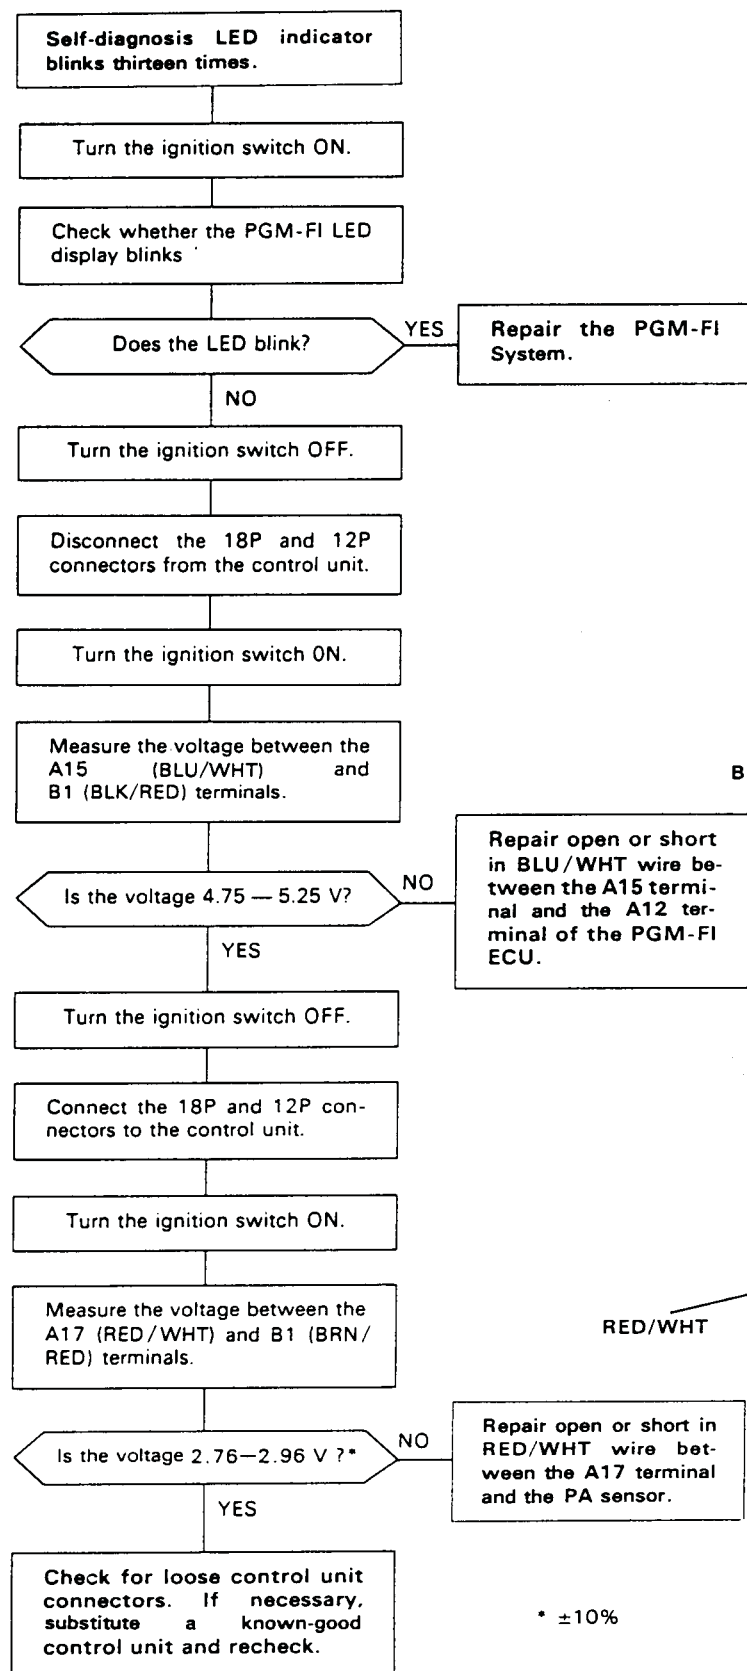 Self-diagnosis LED indicator
blinks thirteen times.
Turn the ignition switch ON.
Check whether the PGM-FI LED
display blinks
Does the LED blink?
YES
Repair the PGM-FI
System.
NO
Turn the ignition switch OFF.
Disconnect the 18P and 12P
connectors from the control unit.
Turn the ignition switch ON.
Measure the voltage between the
A15 (BLU/WHT) and
B1 (BLK/RED) terminals.
B
Is the voltage 4.75 — 5.25 V?
NO
Repair open or short
in BLU/WHT wire be-
tween the A15 termi-
nal and the A12 ter-
minal of the PGM-FI
ECU.
YES
Turn the ignition switch OFF.
Connect the 18P and 12P con-
nectors to the control unit.
Turn the ignition switch ON.
Measure the voltage between the
A17 (RED/WHT) and B1 (BRN/
RED) terminals.
RED/WHT
Is the voltage 2.76—2.96 V ?*
NO
Repair open or short in
RED/WHT wire bet-
ween the A17 terminal
and the PA sensor.
YES
Check for loose control unit
connectors. If necessary,
substitute a known-good
control unit and recheck.
* ±10%